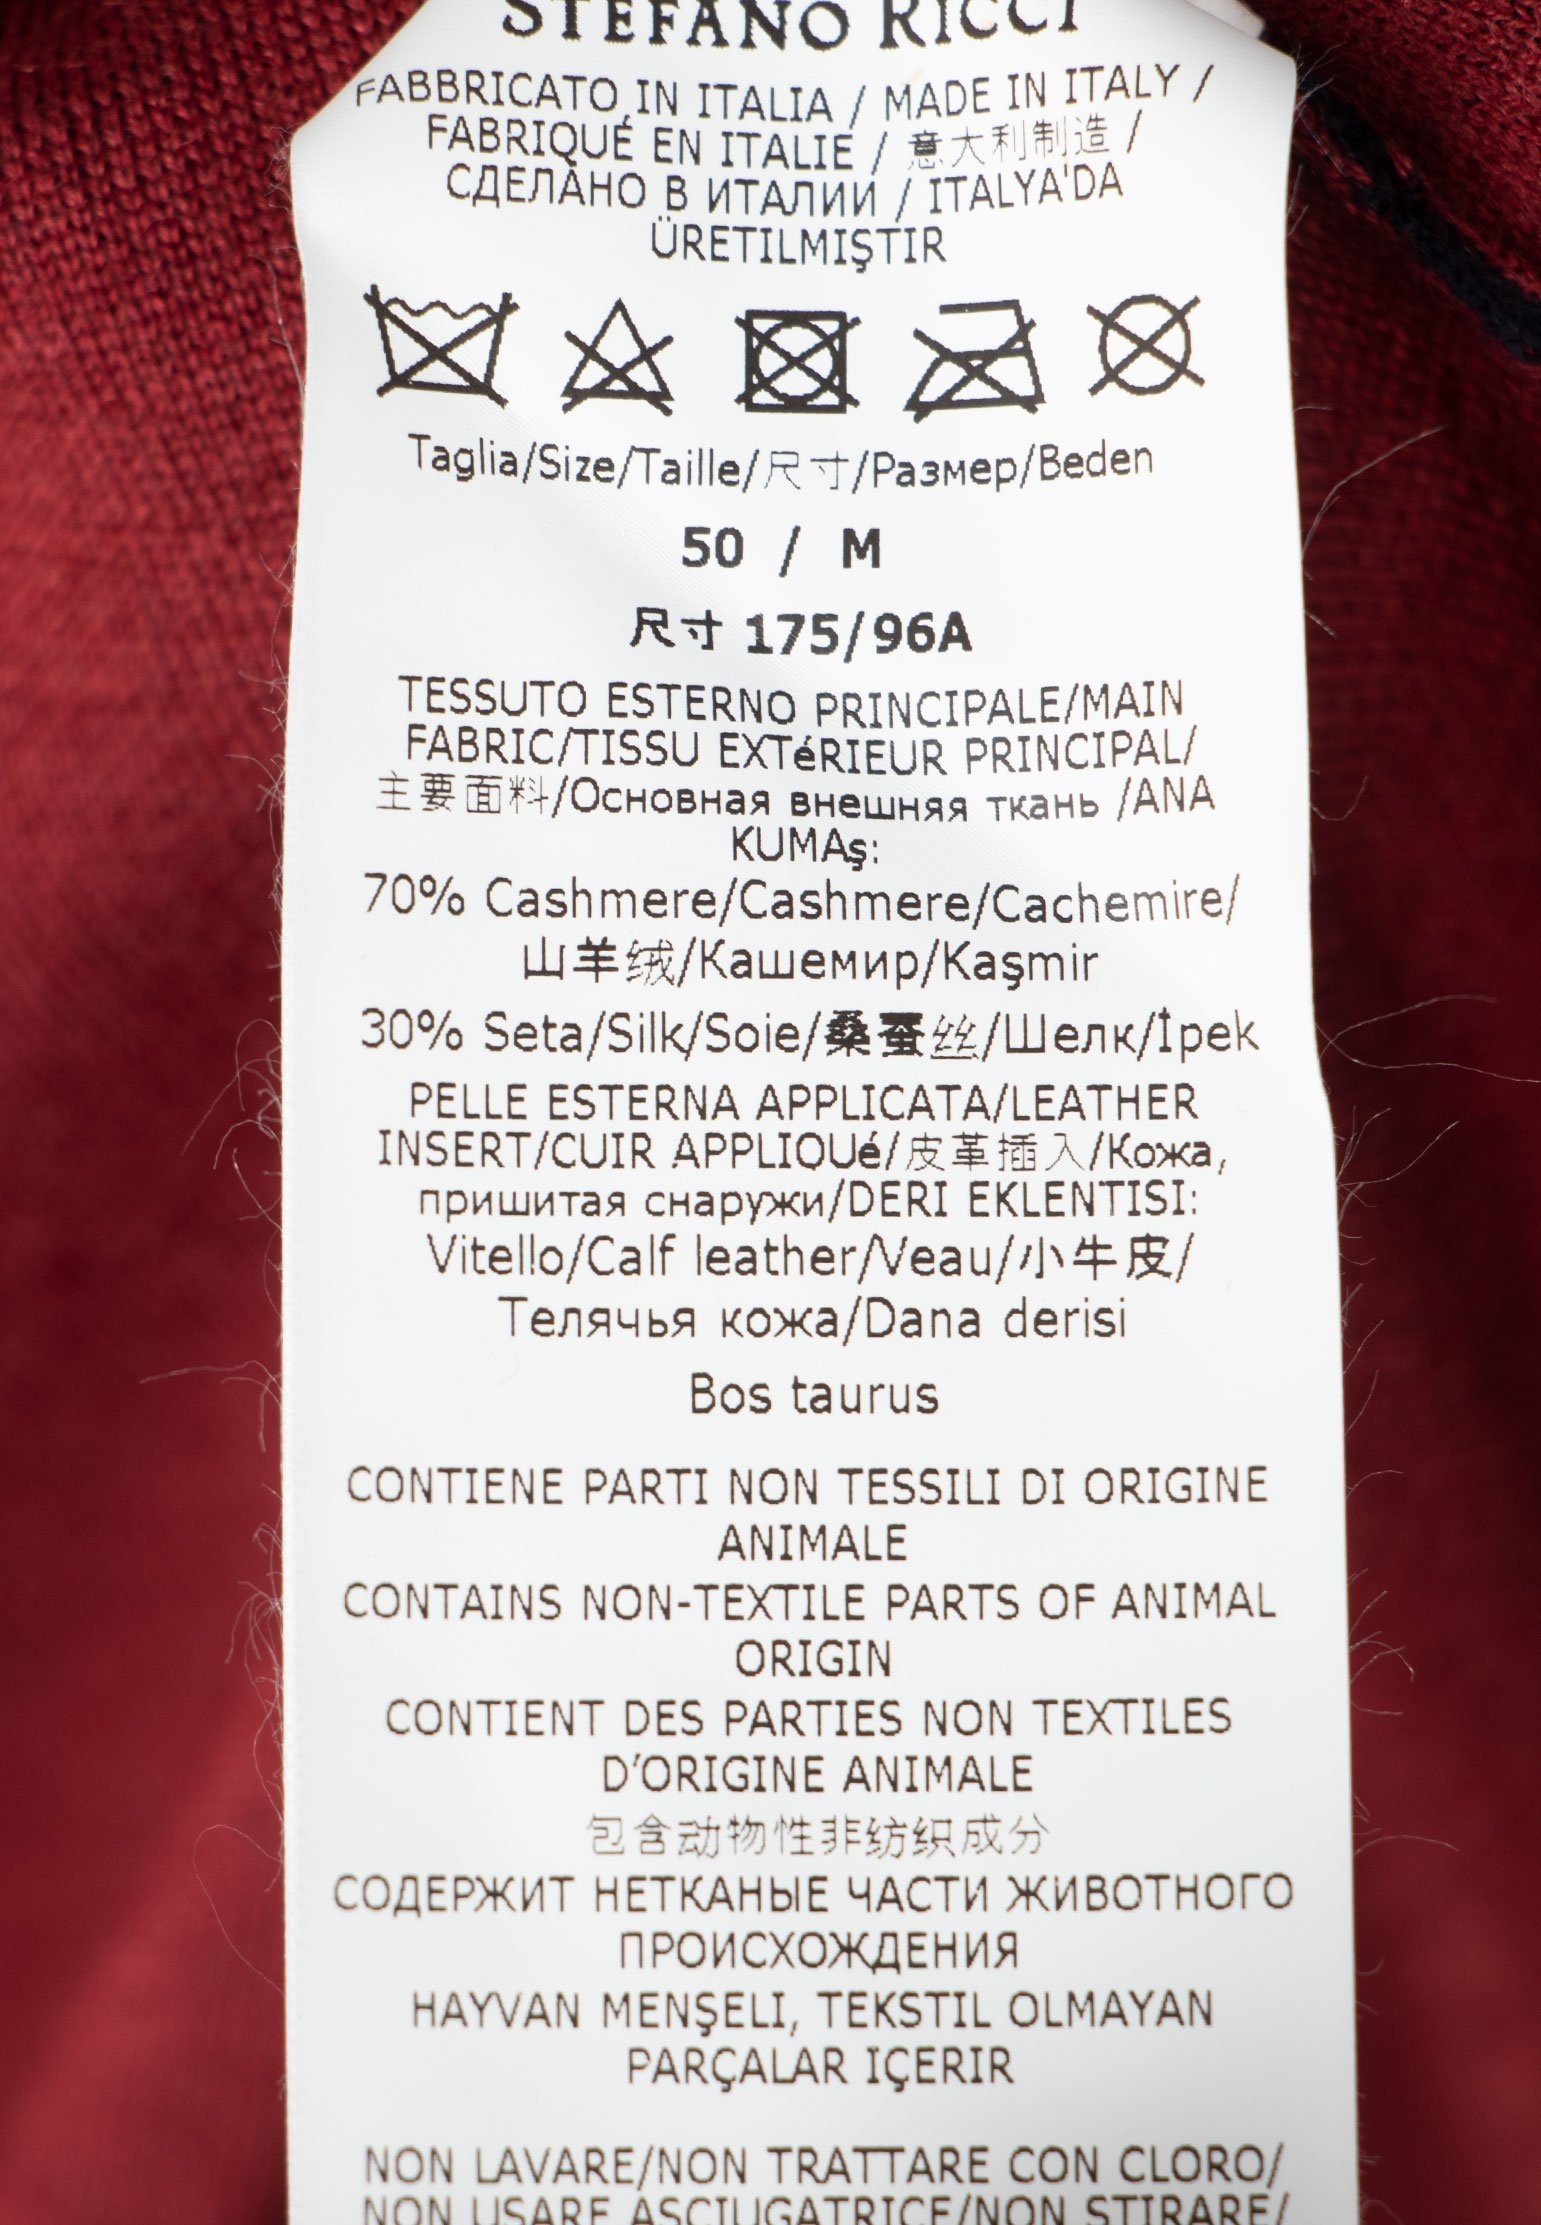 STEFANO RICCI
FABBRICATO IN ITALIA / MADE IN ITALY /
FABRIQUÉ EN ITALIE / 意大利制造 /
СДЕЛАНО В ИТАЛИИ / ITALYA'DA
ÜRETILMIŞTIR
Taglia/Size/Taille/尺寸/Размер/Beden
50 / M
尺寸 175/96A
TESSUTO ESTERNO PRINCIPALE/MAIN
FABRIC/TISSU EXTéRIEUR PRINCIPAL/
主要面料/Основная внешняя ткань /ANA
KUMAş:
70% Cashmere/Cashmere/Cachemire/
山羊绒/Кашемир/Kaşmir
30% Seta/Silk/Soie/桑蚕丝/Шелк/İpek
PELLE ESTERNA APPLICATA/LEATHER
INSERT/CUIR APPLIQUé/皮革插入/Кожа,
пришитая снаружи/DERI EKLENTISI:
Vitello/Calf leather/Veau/小牛皮/
Телячья кожа/Dana derisi
Bos taurus
CONTIENE PARTI NON TESSILI DI ORIGINE
ANIMALE
CONTAINS NON-TEXTILE PARTS OF ANIMAL
ORIGIN
CONTIENT DES PARTIES NON TEXTILES
D'ORIGINE ANIMALE
包含动物性非纺织成分
СОДЕРЖИТ НЕТКАНЫЕ ЧАСТИ ЖИВОТНОГО
ПРОИСХОЖДЕНИЯ
HAYVAN MENŞELI, TEKSTIL OLMAYAN
PARÇALAR IÇERIR
NON LAVARE/NON TRATTARE CON CLORO/
NON USARE ASCIUGATRICE/NON STIRARE/